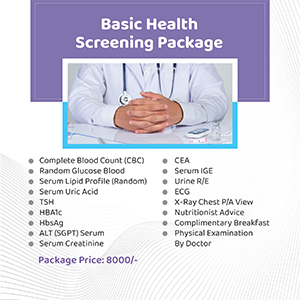 Basic Health
Screening Package
Complete Blood Count (CBC)
Random Glucose Blood
Serum Lipid Profile (Random)
Serum Uric Acid
TSH
HBA1c
HbsAg
ALT (SGPT) Serum
Serum Creatinine
CEA
Serum IGE
Urine R/E
ECG
X-Ray Chest P/A View
Nutritionist Advice
Complimentary Breakfast
Physical Examination
By Doctor
Package Price: 8000/-